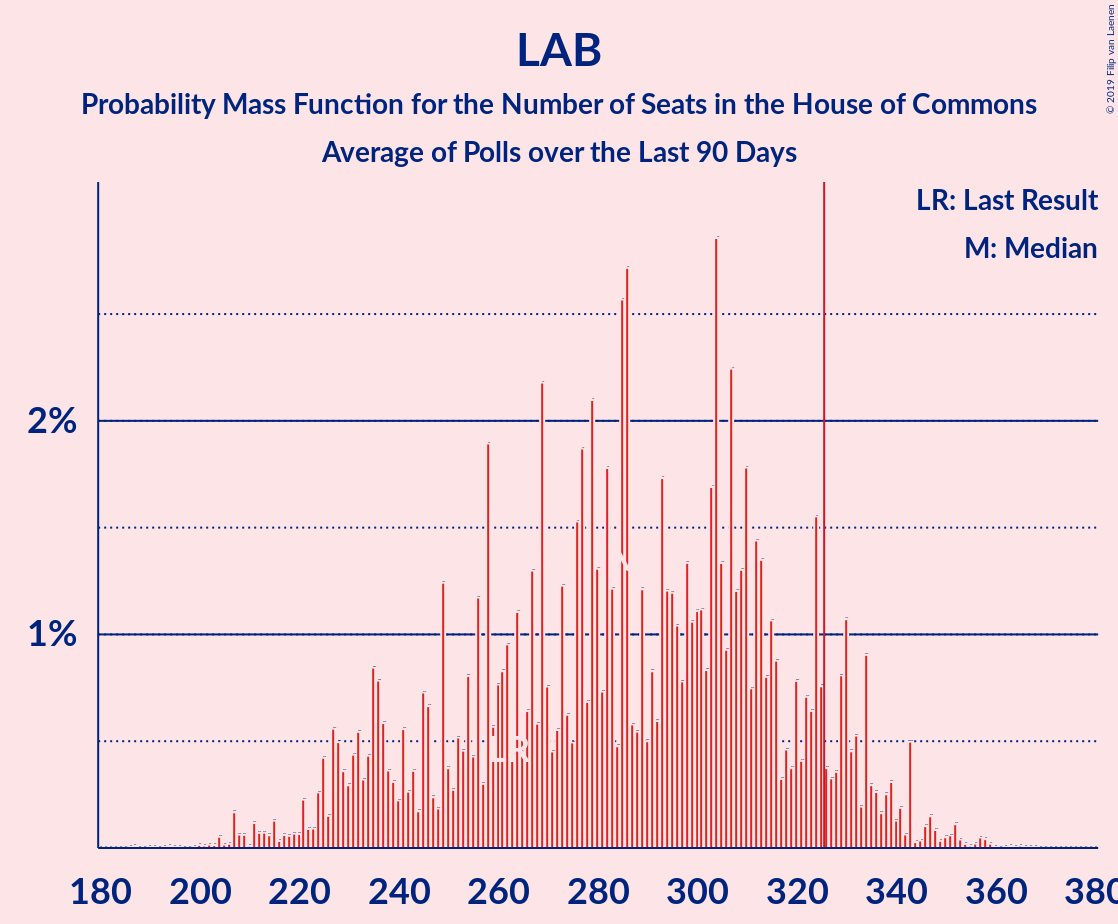 LAB
Probability Mass Function for the Number of Seats in the House of Commons
Average of Polls over the Last 90 Days
© 2019 Filip van Laenen
LR: Last Result
M: Median
2%
1%
LR
180 200 220 240 260 280 300 320 340 360 380